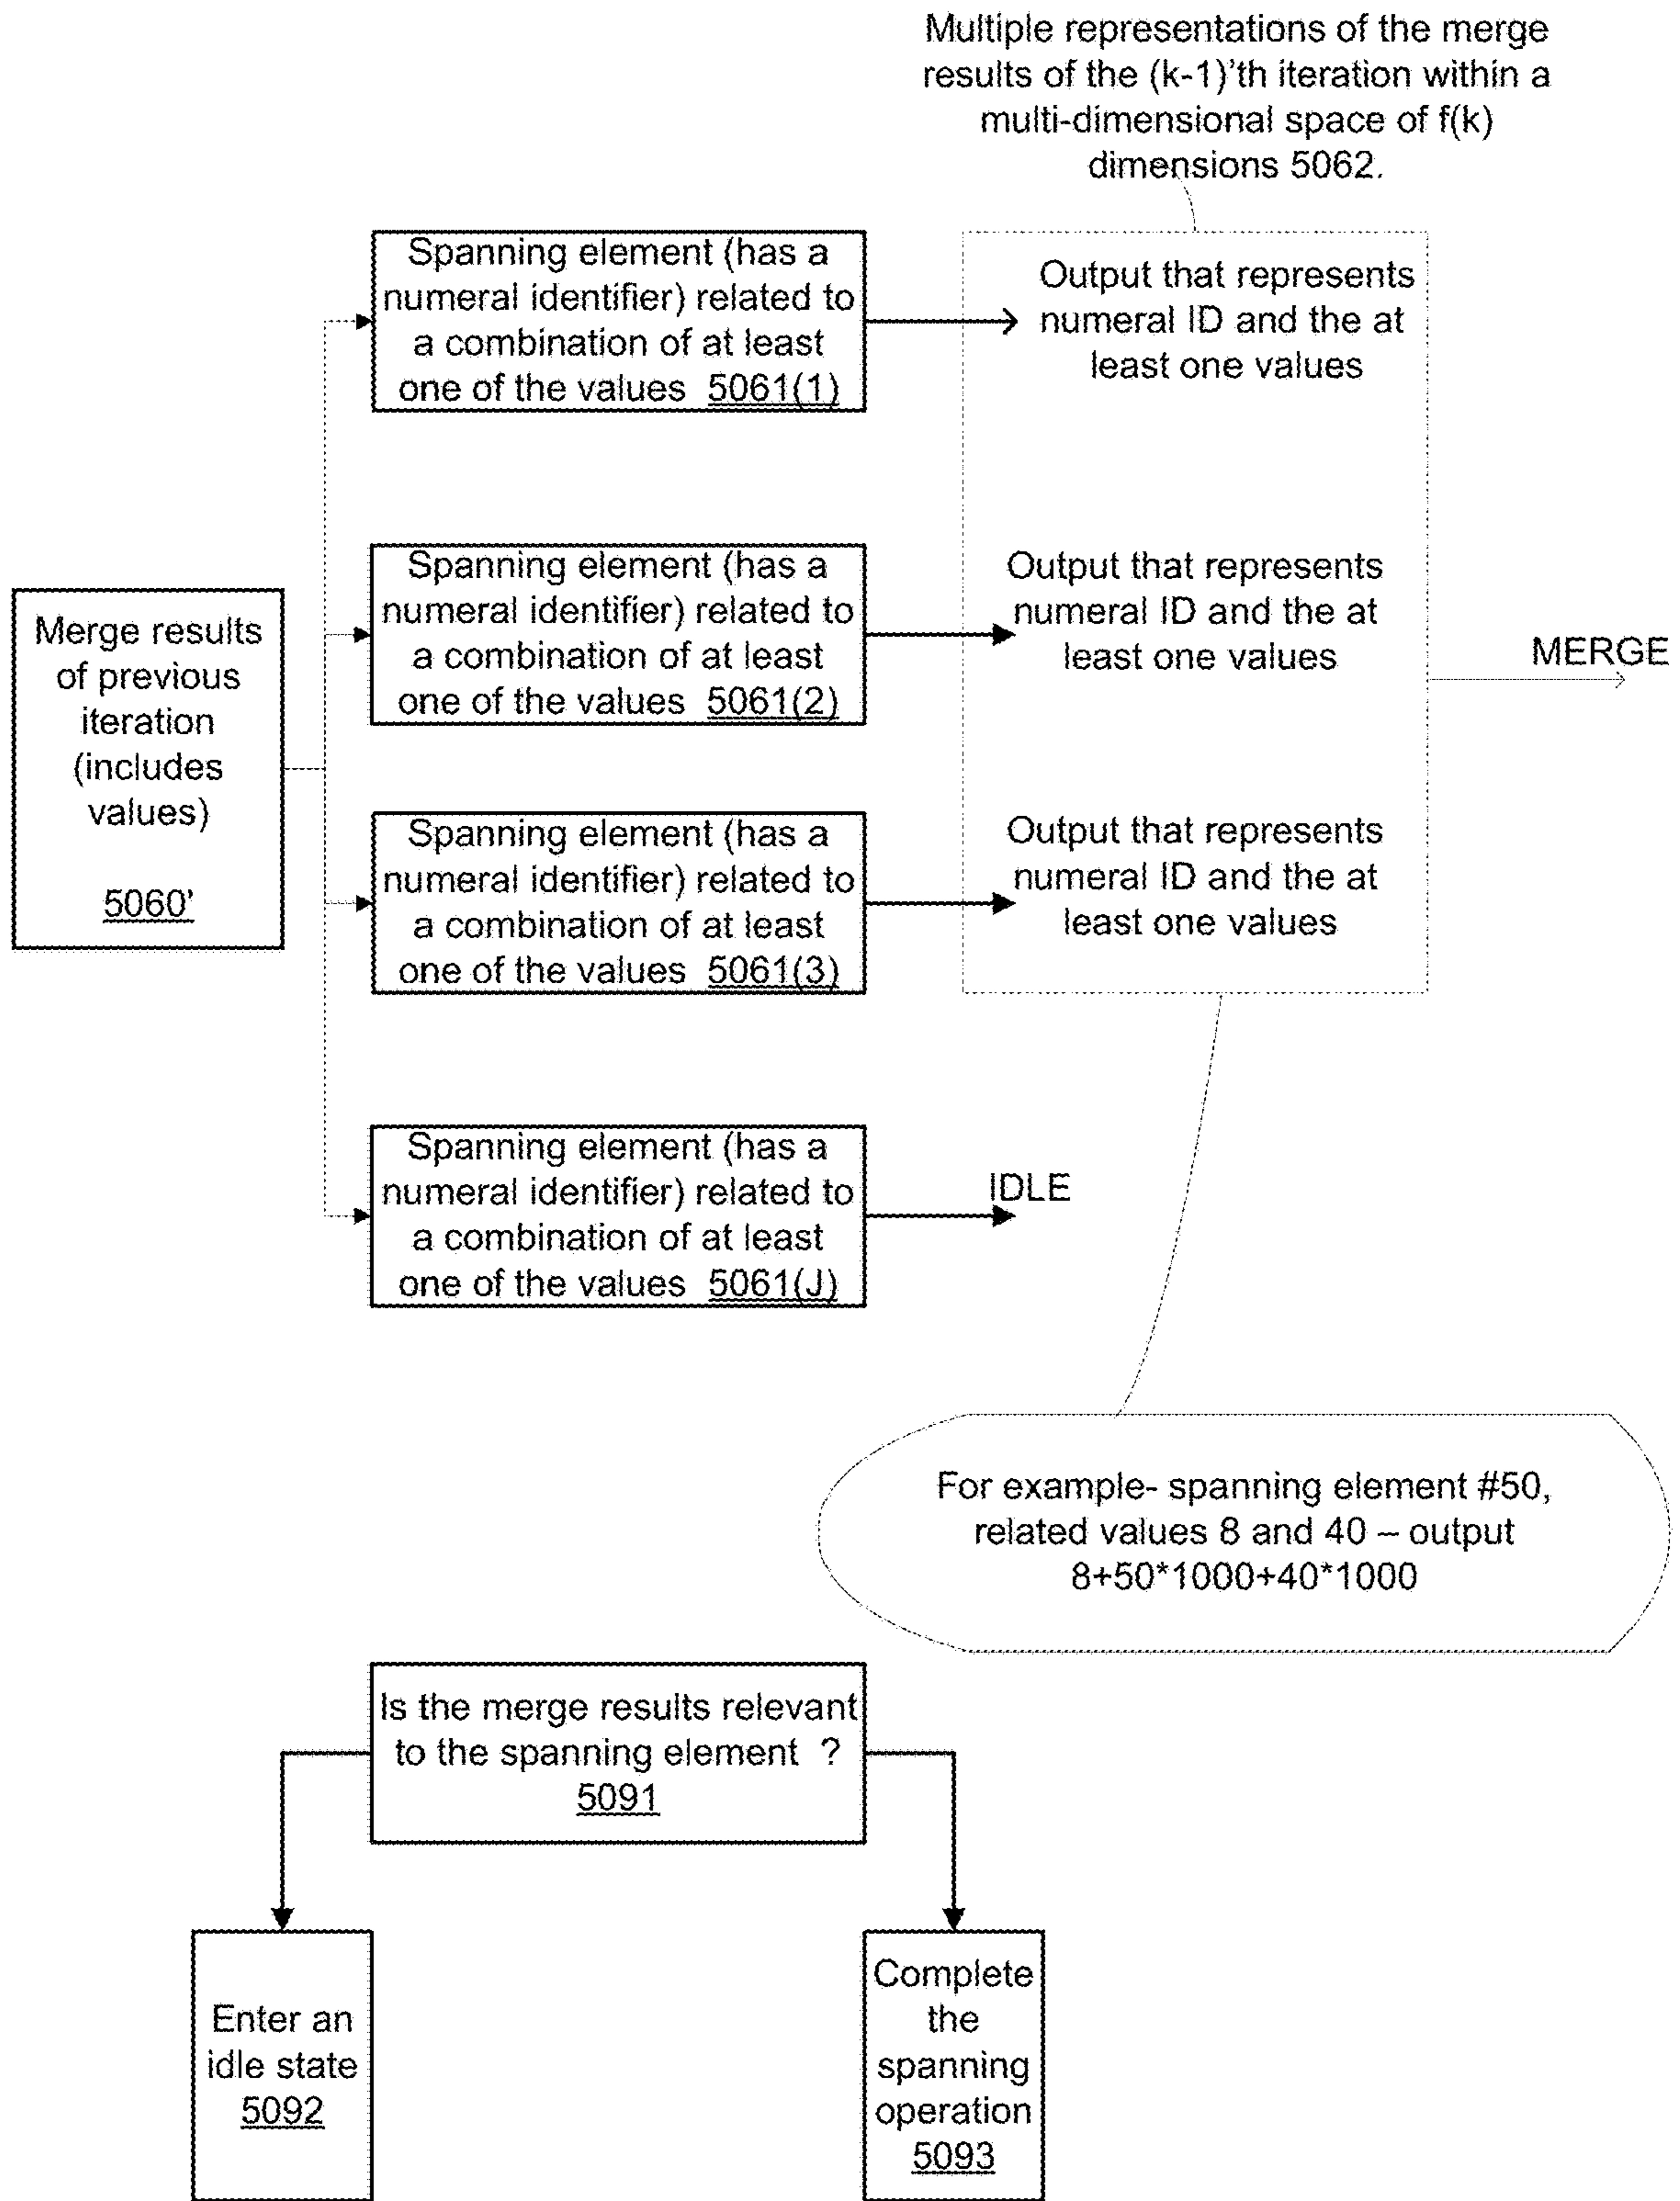 Multiple representations of the merge
results of the (k-1)'th iteration within a
multi-dimensional space of f(k)
dimensions 5062.
Spanning element (has a
numeral identifier) related to
a combination of at least
one of the values 5061(1)
Output that represents
numeral ID and the at
least one values
Merge results
of previous
iteration
(includes
values)
5060'
Spanning element (has a
numeral identifier) related to
a combination of at least
one of the values 5061(2)
Output that represents
numeral ID and the at
least one values
MERGE
Spanning element (has a
numeral identifier) related to
a combination of at least
one of the values 5061(3)
Output that represents
numeral ID and the at
least one values
Spanning element (has a
numeral identifier) related to
a combination of at least
one of the values 5061(J)
IDLE
For example- spanning element #50,
related values 8 and 40 – output
8+50*1000+40*1000
Is the merge results relevant
to the spanning element ?
5091
Enter an
idle state
5092
Complete
the
spanning
operation
5093